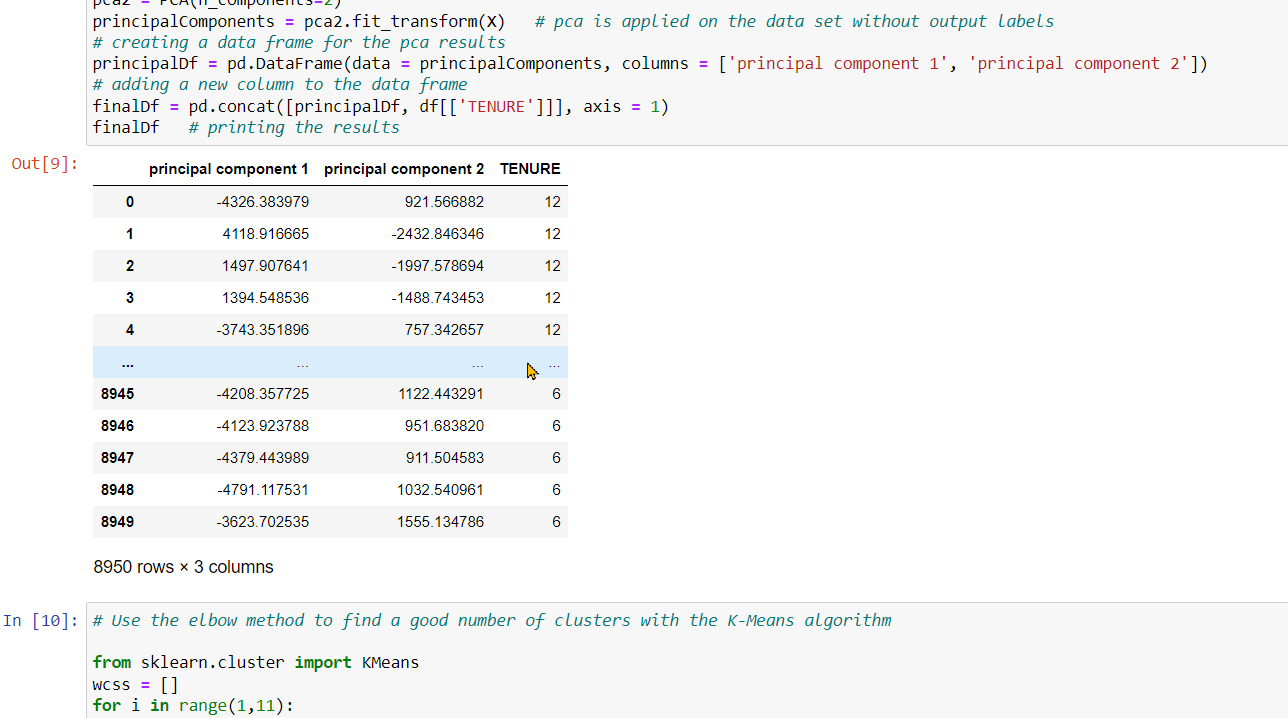 pca2 = PCA(n_components=2)
principalComponents = pca2.fit_transform(X)   # pca is applied on the data set without output labels
# creating a data frame for the pca results
principalDf = pd.DataFrame(data = principalComponents, columns = ['principal component 1', 'principal component 2'])
# adding a new column to the data frame
finalDf = pd.concat([principalDf, df[['TENURE']]], axis = 1)
finalDf   # printing the results
Out[9]:
principal component 1 principal component 2 TENURE
0 -4326.383979 921.566882 12
1 4118.916665 -2432.846346 12
2 1497.907641 -1997.578694 12
3 1394.548536 -1488.743453 12
4 -3743.351896 757.342657 12
... ... ... ...
8945 -4208.357725 1122.443291 6
8946 -4123.923788 951.683820 6
8947 -4379.443989 911.504583 6
8948 -4791.117531 1032.540961 6
8949 -3623.702535 1555.134786 6
8950 rows × 3 columns
In [10]: # Use the elbow method to find a good number of clusters with the K-Means algorithm
from sklearn.cluster import KMeans
wcss = []
for i in range(1,11):